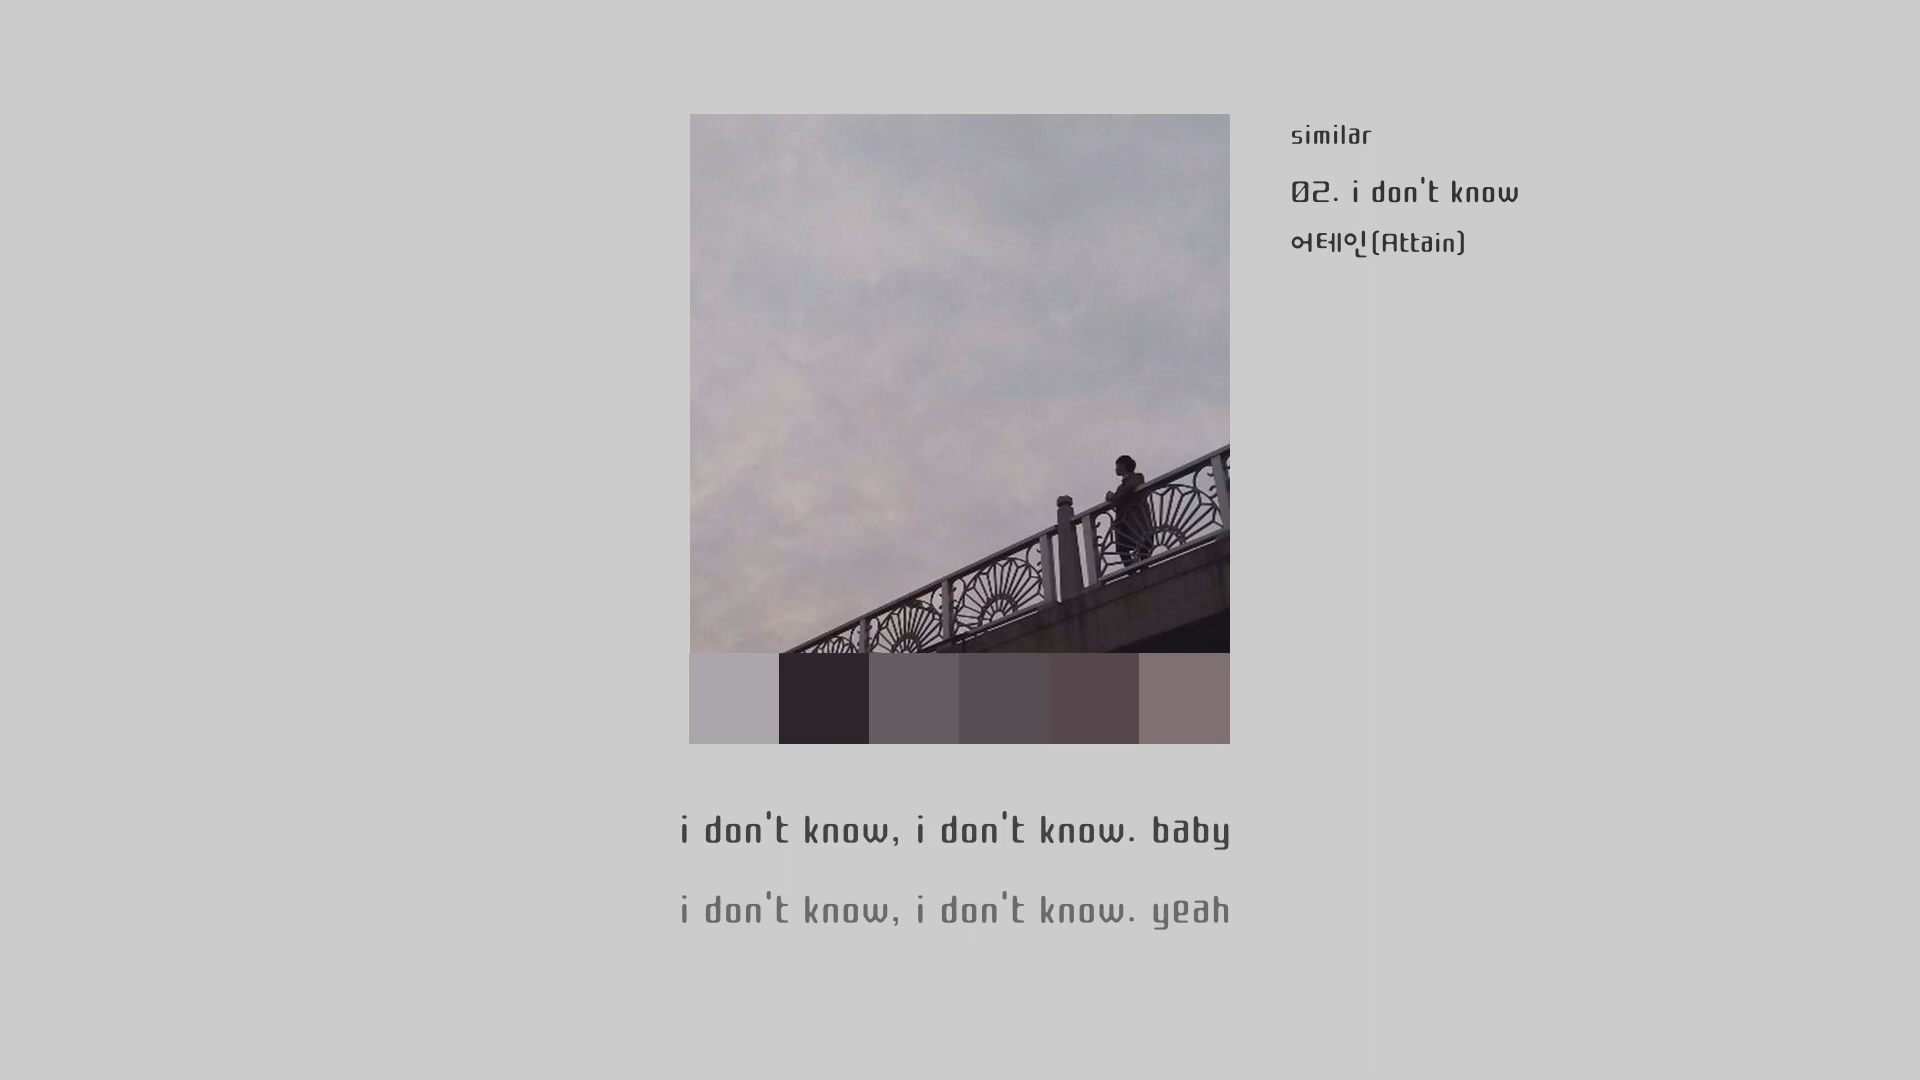 similar
02. i don't know
어테인(Attain)
i don't know, i don't know. baby
i don't know, i don't know. yeah